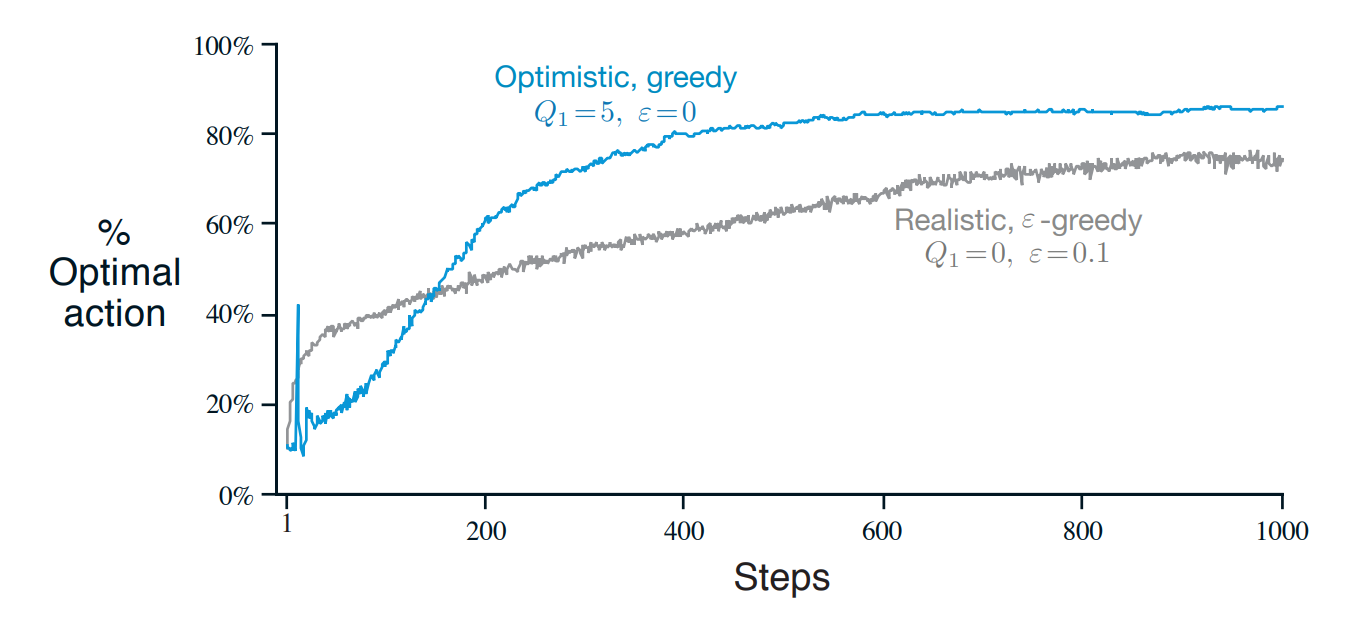 100%
Optimistic, greedy
Q₁=5, ε=0
80%
60%
%
Optimal
action
Realistic, ε-greedy
Q₁=0, ε=0.1
40%
20%
0%
1
200
400
600
800
1000
Steps